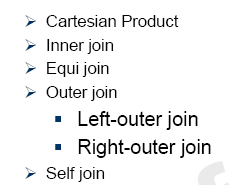 Cartesian Product
Inner join
Equi join
Outer join
Left-outer join
Right-outer join
Self join